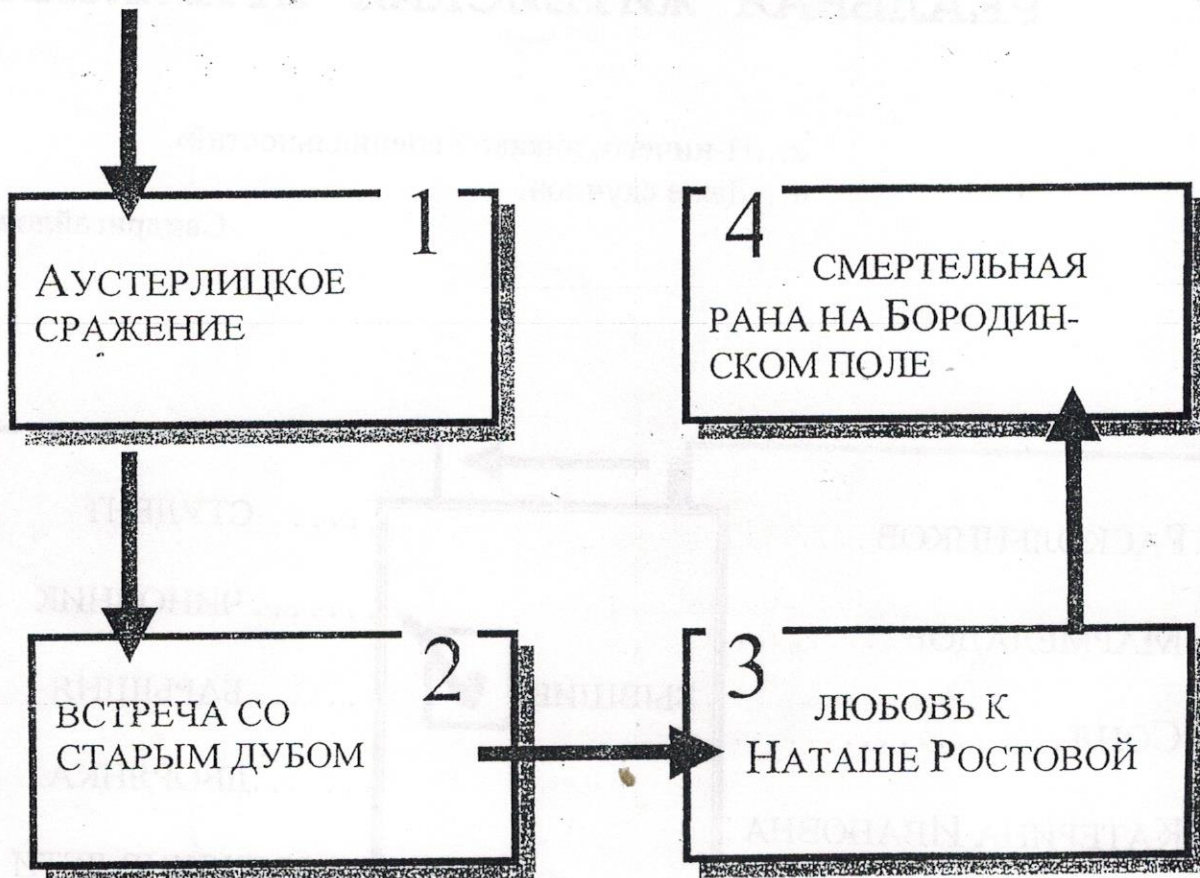 1
АУСТЕРЛИЦКОЕ
СРАЖЕНИЕ
2
ВСТРЕЧА СО
СТАРЫМ ДУБОМ
3
ЛЮБОВЬ К
НАТАШЕ РОСТОВОЙ
4
СМЕРТЕЛЬНАЯ
РАНА НА БОРОДИН-
СКОМ ПОЛЕ